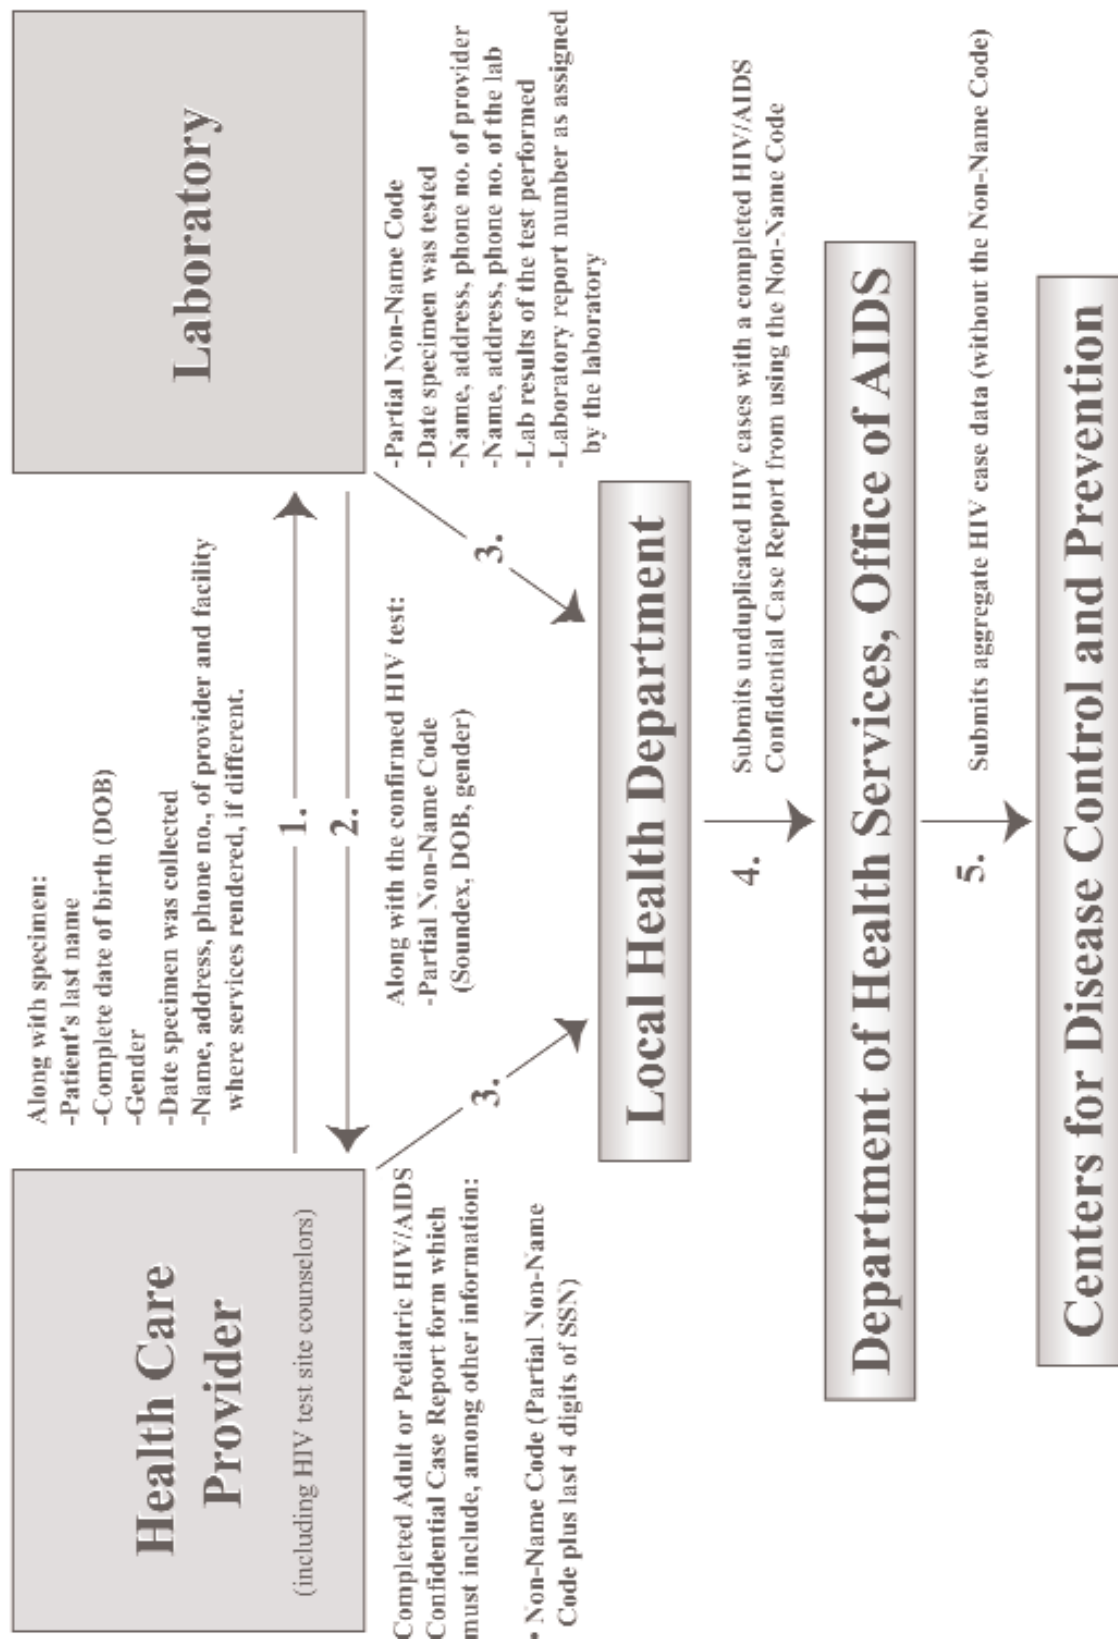 Health Care
Provider
(including HIV test site counselors)
Along with specimen:
-Patient's last name
-Complete date of birth (DOB)
-Gender
-Date specimen was collected
-Name, address, phone no., of provider and facility
where services rendered, if different.
1.
2.
Laboratory
Along with the confirmed HIV test:
-Partial Non-Name Code
(Soundex, DOB, gender)
Completed Adult or Pediatric HIV/AIDS
Confidential Case Report form which
must include, among other information:
• Non-Name Code (Partial Non-Name
Code plus last 4 digits of SSN)
3.
3.
-Partial Non-Name Code
-Date specimen was tested
-Name, address, phone no. of provider
-Name, address, phone no. of the lab
-Lab results of the test performed
-Laboratory report number as assigned
by the laboratory
Local Health Department
4.
Submits unduplicated HIV cases with a completed HIV/AIDS
Confidential Case Report from using the Non-Name Code
Department of Health Services, Office of AIDS
5.
Submits aggregate HIV case data (without the Non-Name Code)
Centers for Disease Control and Prevention